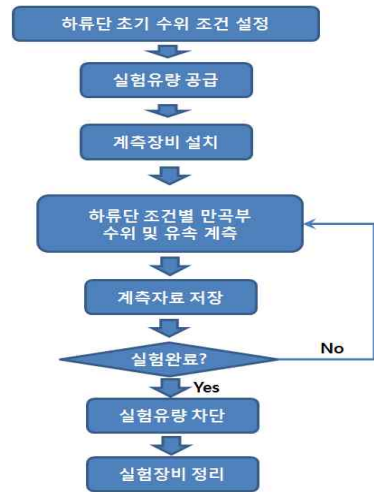 하류단 초기 수위 조건 설정
실험유량 공급
계측장비 설치
하류단 조건별 만곡부
수위 및 유속 계측
계측자료 저장
실험완료?
No
Yes
실험유량 차단
실험장비 정리